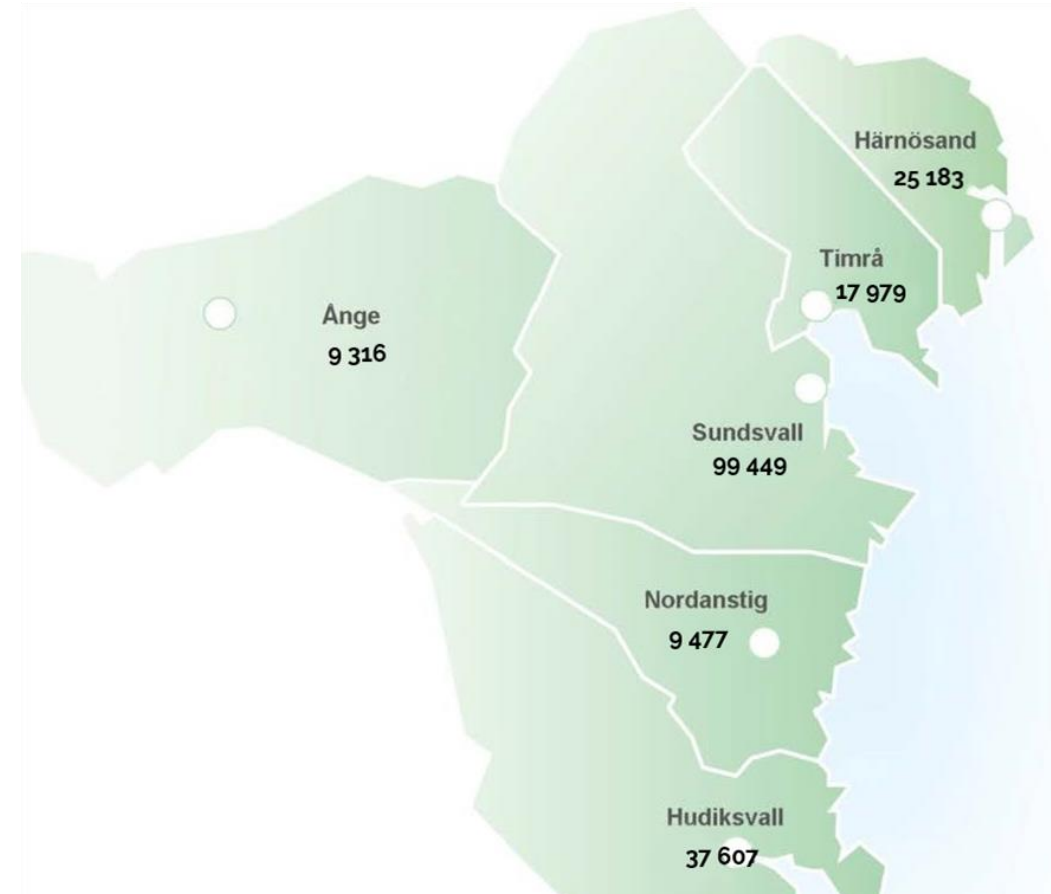 Härnösand
25 183
Timrå
17 979
Ånge
9 316
Sundsvall
99 449
Nordanstig
9 477
Hudiksvall
37 607